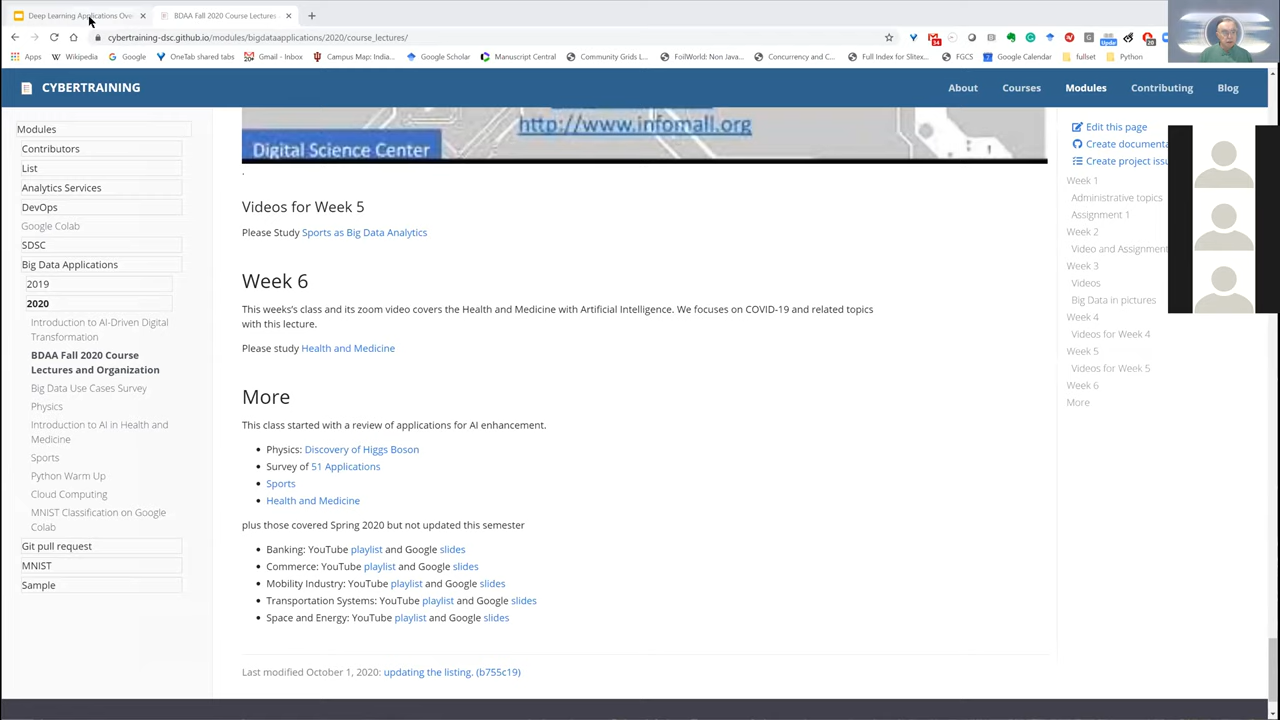 Deep Learning Applications Ove
BDAA Fall 2020 Course Lectures
cybertraining-dsc.github.io/modules/bigdataapplications/2020/course_lectures/
Apps
Wikipedia
Google
OneTab shared tabs
Gmail - Inbox
Campus Map: India...
Google Scholar
Manuscript Central
Community Grids L...
FoilWorld: Non Java...
Concurrency and C...
Full Index for Slitex...
FGCS
Google Calendar
fullset
Python
CYBERTRAINING
About
Courses
Modules
Contributing
Blog
Modules
Contributors
List
Analytics Services
DevOps
Google Colab
SDSC
Big Data Applications
2019
2020
Introduction to AI-Driven Digital
Transformation
BDAA Fall 2020 Course
Lectures and Organization
Big Data Use Cases Survey
Physics
Introduction to AI in Health and
Medicine
Sports
Python Warm Up
Cloud Computing
MNIST Classification on Google
Colab
Git pull request
MNIST
Sample
http://www.infomall.org
Digital Science Center
.
Videos for Week 5
Please Study Sports as Big Data Analytics
Week 6
This weeks's class and its zoom video covers the Health and Medicine with Artificial Intelligence. We focuses on COVID-19 and related topics
with this lecture.
Please study Health and Medicine
More
This class started with a review of applications for AI enhancement.
Physics: Discovery of Higgs Boson
Survey of 51 Applications
Sports
Health and Medicine
plus those covered Spring 2020 but not updated this semester
Banking: YouTube playlist and Google slides
Commerce: YouTube playlist and Google slides
Mobility Industry: YouTube playlist and Google slides
Transportation Systems: YouTube playlist and Google slides
Space and Energy: YouTube playlist and Google slides
Last modified October 1, 2020: updating the listing. (b755c19)
Edit this page
Create documenta
Create project issu
Week 1
Administrative topics
Assignment 1
Week 2
Video and Assignment
Week 3
Videos
Big Data in pictures
Week 4
Videos for Week 4
Week 5
Videos for Week 5
Week 6
More